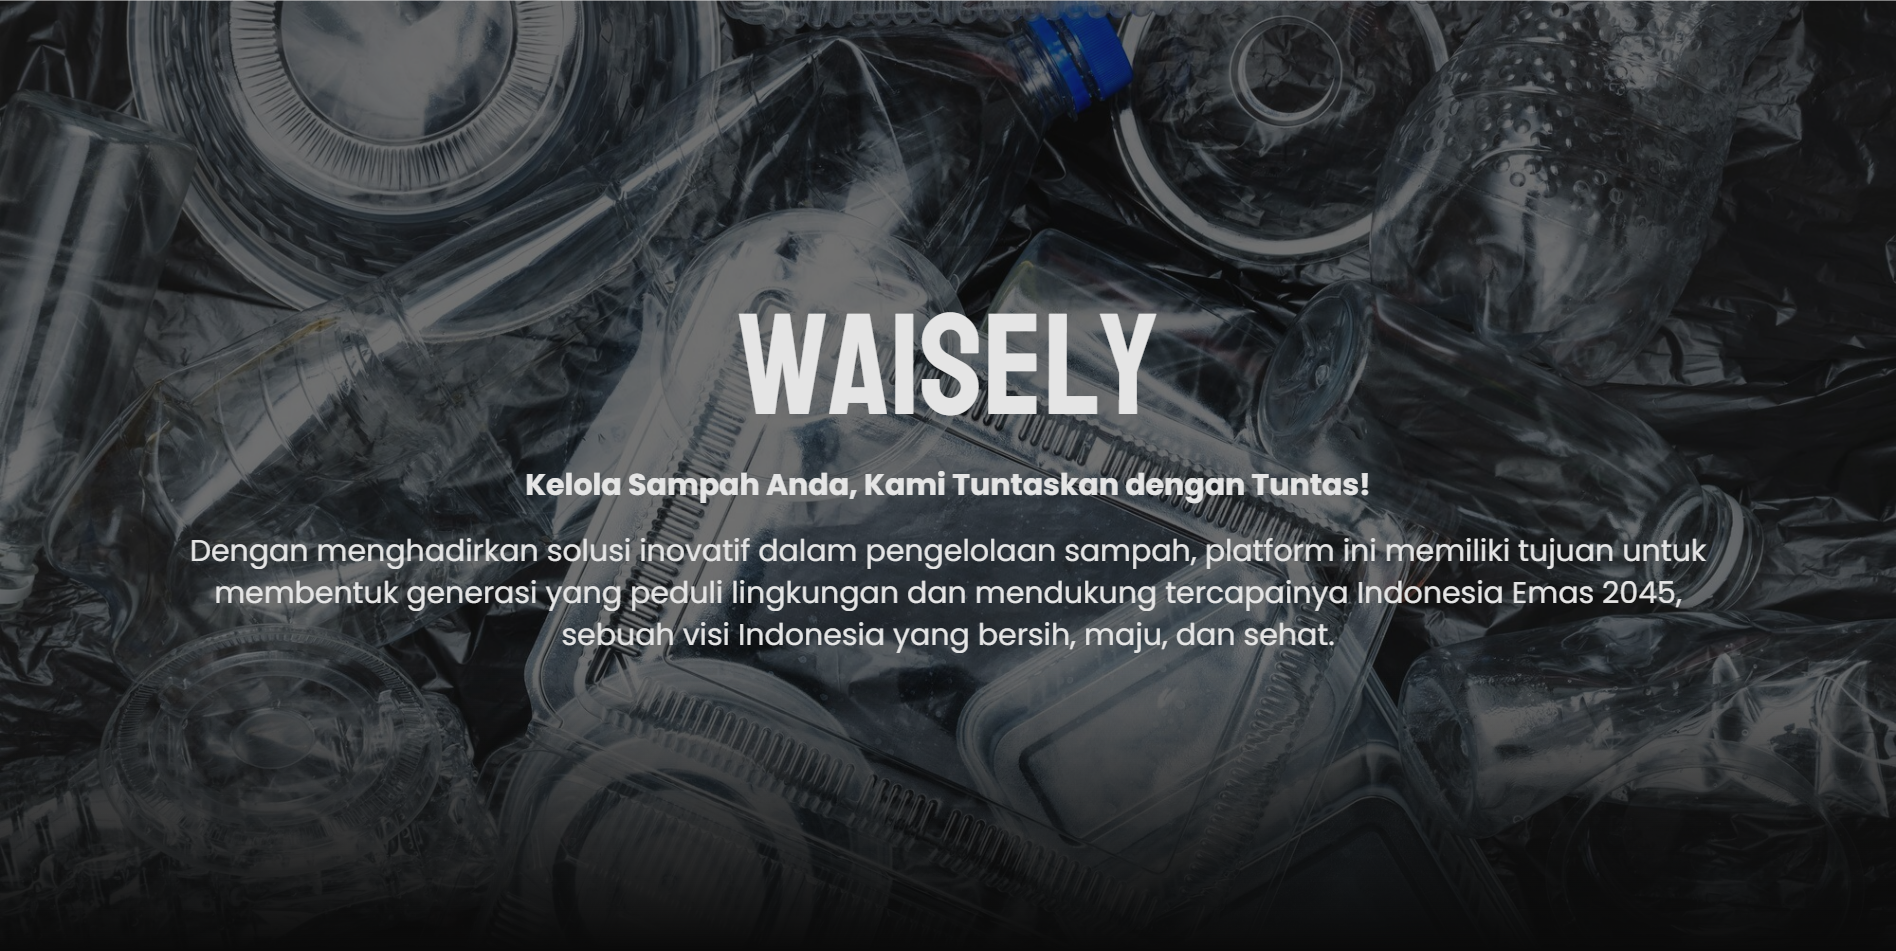 WAISELY
Kelola Sampah Anda, Kami Tuntaskan dengan Tuntas!
Dengan menghadirkan solusi inovatif dalam pengelolaan sampah, platform ini memiliki tujuan untuk
membentuk generasi yang peduli lingkungan dan mendukung tercapainya Indonesia Emas 2045,
sebuah visi Indonesia yang bersih, maju, dan sehat.